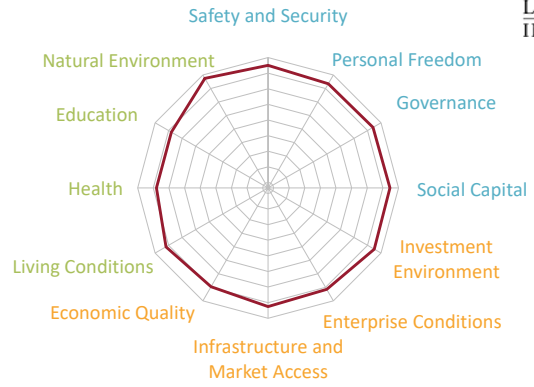 Safety and Security
Natural Environment
Personal Freedom
Education
Governance
Health
Social Capital
Investment
Environment
Living Conditions
Economic Quality
Enterprise Conditions
Infrastructure and
Market Access